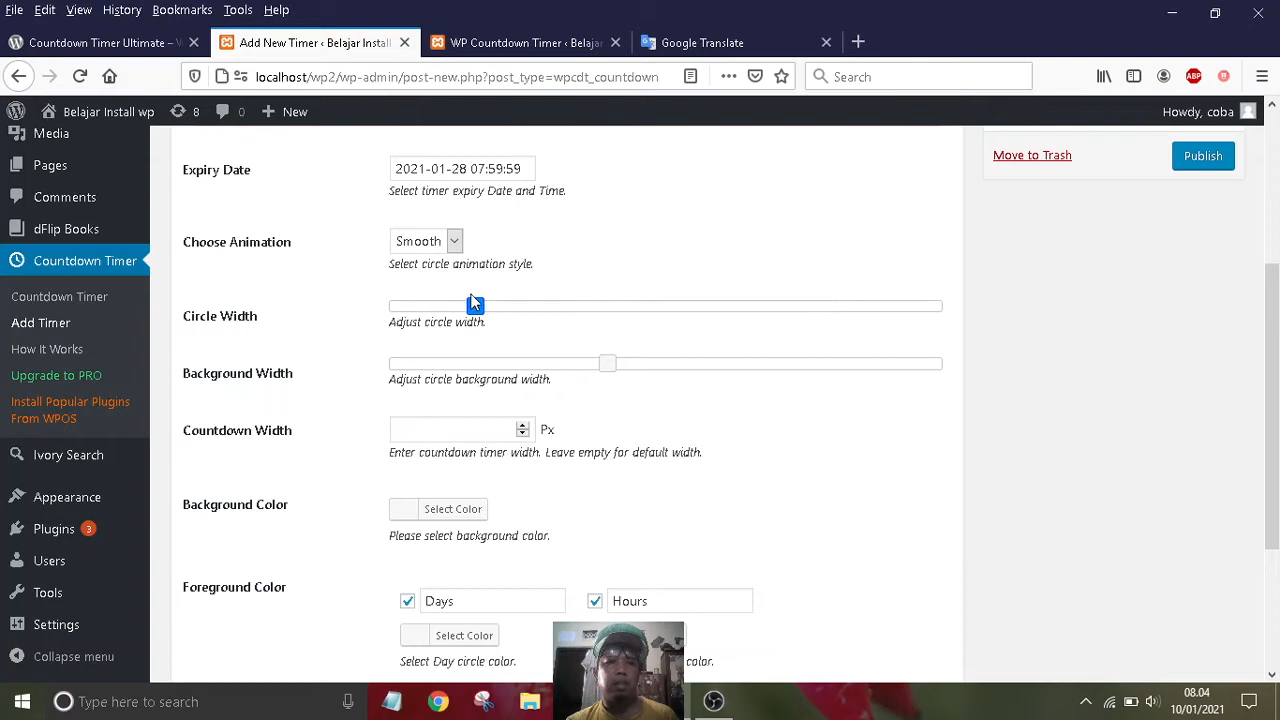 File Edit View History Bookmarks Tools Help
Countdown Timer Ultimate – V
Add New Timer ‹ Belajar Install
WP Countdown Timer ‹ Belajar
Google Translate
localhost/wp2/wp-admin/post-new.php?post_type=wpcdt_countdown
Search
ABP
Belajar Install wp
8
0
New
Howdy, coba
Media
Pages
Comments
dFlip Books
Countdown Timer
Countdown Timer
Add Timer
How It Works
Upgrade to PRO
Install Popular Plugins
From WPOS
Ivory Search
Appearance
Plugins 3
Users
Tools
Settings
Collapse menu
Expiry Date
2021-01-28 07:59:59
Select timer expiry Date and Time.
Choose Animation
Smooth
Select circle animation style.
Circle Width
Adjust circle width.
Background Width
Adjust circle background width.
Countdown Width
Px
Enter countdown timer width. Leave empty for default width.
Background Color
Select Color
Please select background color.
Foreground Color
Days
Hours
Select Color
Select Day circle color.
color.
Move to Trash
Publish
Type here to search
08.04
10/01/2021